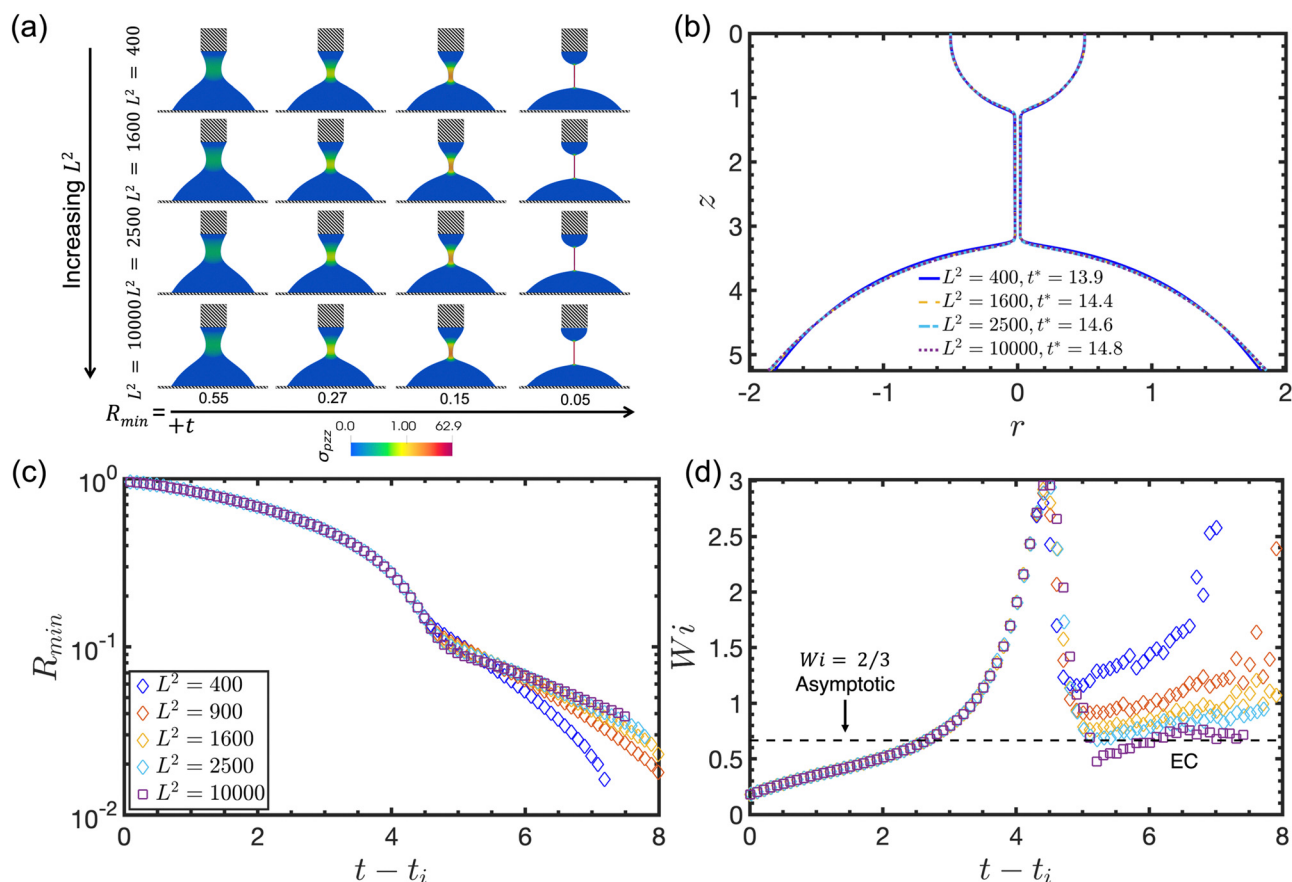 (a)
Increasing L²
L² = 400
L² = 1600
L² = 2500
L² = 10000
R_min =
0.55 0.27 0.15 0.05
+t
σ_pzz
0.0 1.00 62.9
(b)
0
1
2
3
4
5
z
L² = 400, t* = 13.9
L² = 1600, t* = 14.4
L² = 2500, t* = 14.6
L² = 10000, t* = 14.8
-2 -1 0 1 2
r
(c)
10⁰
10⁻¹
10⁻²
R_min
L² = 400
L² = 900
L² = 1600
L² = 2500
L² = 10000
0 2 4 6 8
t − t_i
(d)
3
2.5
2
1.5
1
0.5
0
Wi
Wi = 2/3
Asymptotic
EC
0 2 4 6 8
t − t_i